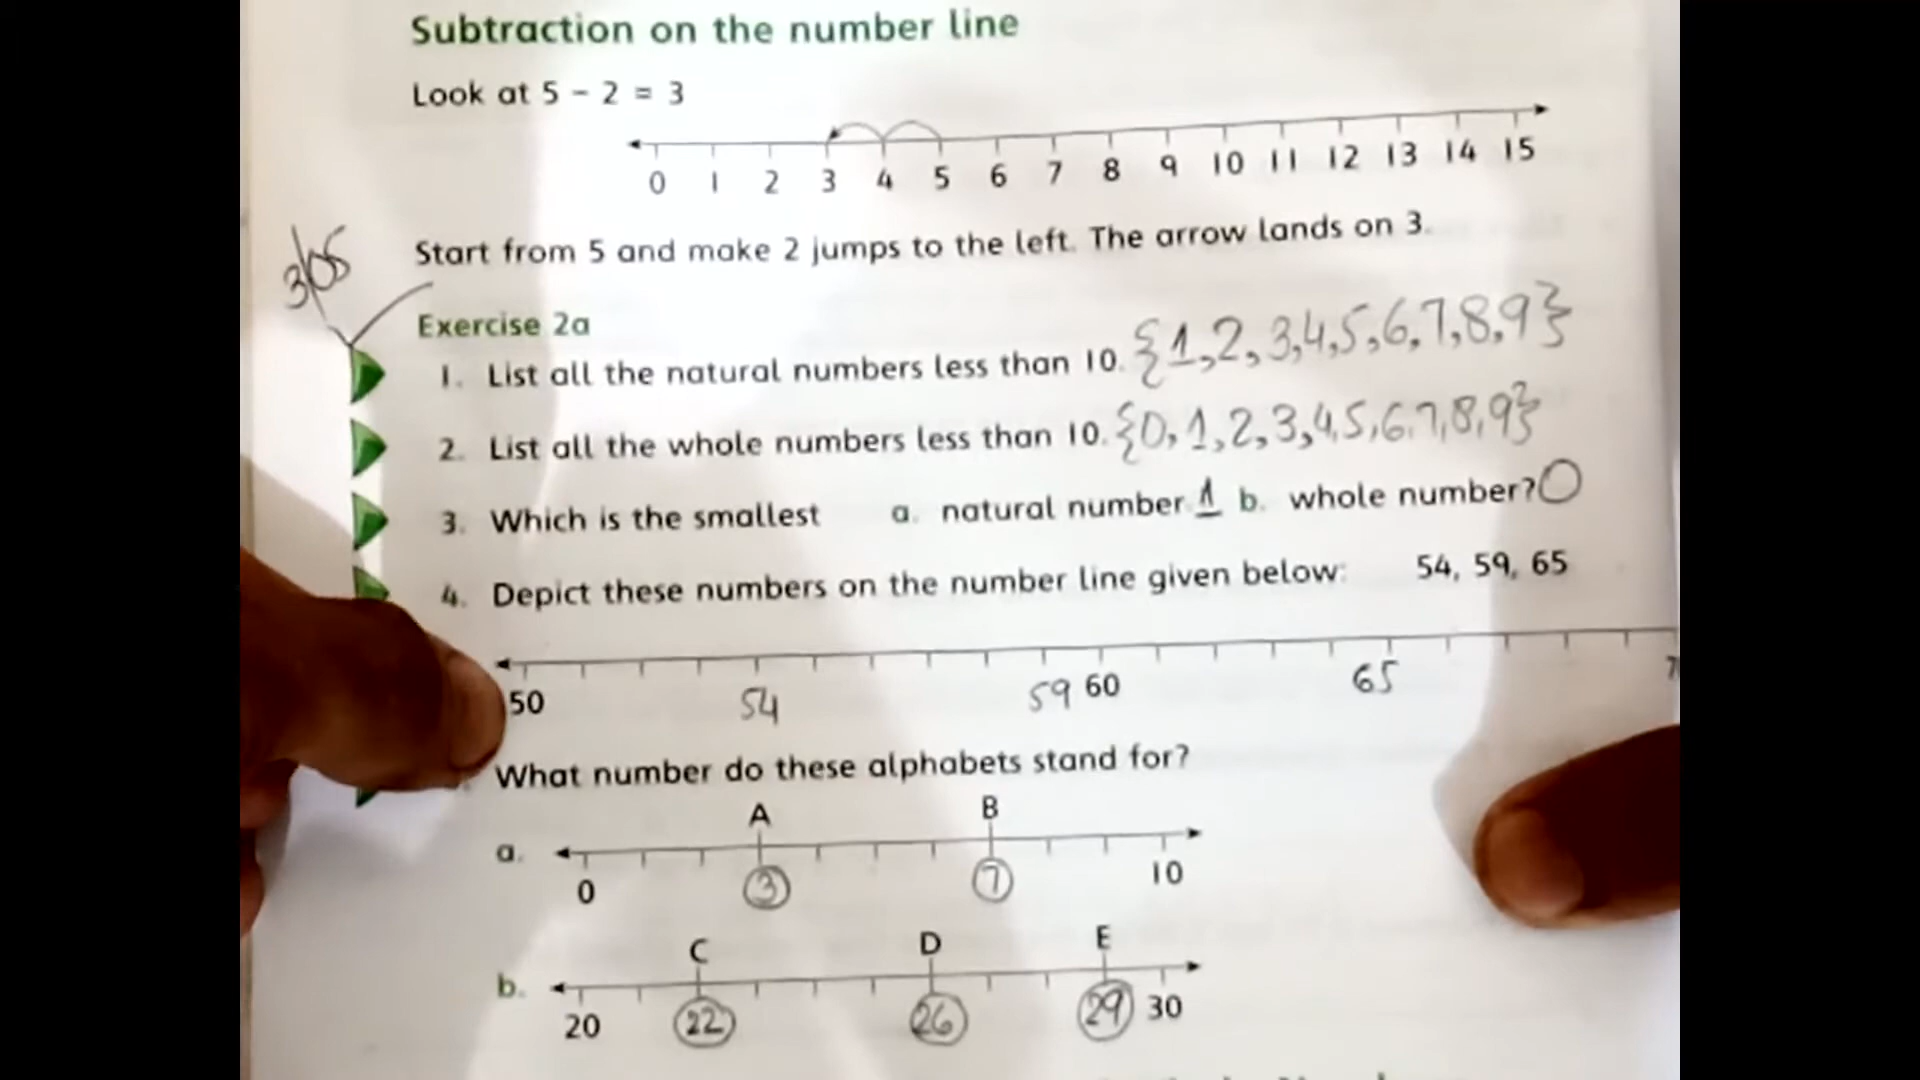 Subtraction on the number line
Look at 5 - 2 = 3
0 1 2 3 4 5 6 7 8 9 10 11 12 13 14 15
Start from 5 and make 2 jumps to the left. The arrow lands on 3.
365
Exercise 2a
1. List all the natural numbers less than 10. {1,2,3,4,5,6,7,8,9}
2. List all the whole numbers less than 10. {0,1,2,3,4,5,6,7,8,9}
3. Which is the smallest a. natural number 1 b. whole number? 0
4. Depict these numbers on the number line given below: 54, 59, 65
50 54 59 60 65
What number do these alphabets stand for?
A B
a.
0 3 7 10
C D E
b.
20 22 26 29 30